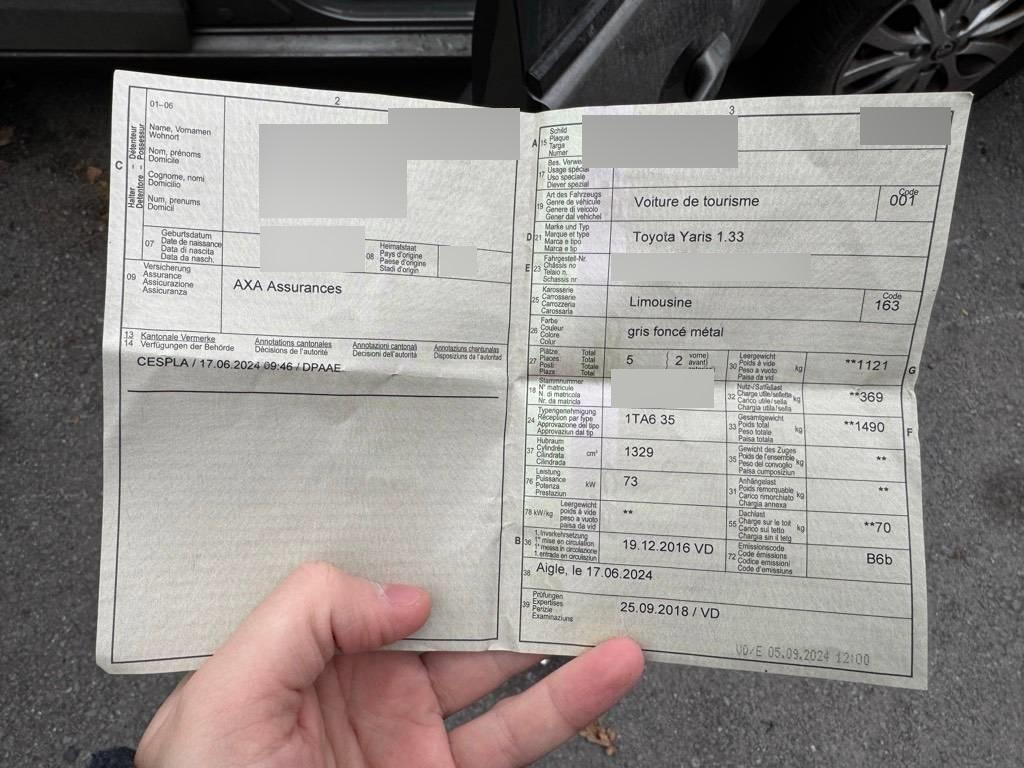 2
01–06
Halter – Détenteur
Detentore – Possessur
C
Name, Vornamen
Wohnort
Nom, prénoms
Domicile
Cognome, nomi
Domicilio
Num, prenums
Domicil
07
Geburtsdatum
Date de naissance
Data di nascita
Data da nasch.
08
Heimatstaat
Pays d'origine
Paese d'origine
Stadi d'origin
09
Versicherung
Assurance
Assicurazione
Assicuranza
AXA Assurances
13
14
Kantonale Vermerke
Verfügungen der Behörde
Annotations cantonales
Décisions de l'autorité
Annotazioni cantonali
Decisioni dell'autorità
Annotaziuns chantunalas
Disposiziuns da l'autoritad
CESPLA / 17.06.2024 09:46 / DPAAE.
3
A 15
Schild
Plaque
Targa
Numer
17
Bes. Verwe
Usage spécial
Uso speciale
Diever spezial
19
Art des Fahrzeugs
Genre de véhicule
Genere di veicolo
Gener dal vehichel
Voiture de tourisme
Code
001
D 21
Marke und Typ
Marque et type
Marca e tipo
Marca e tip
Toyota Yaris 1.33
E 23
Fahrgestell-Nr.
Châssis no
Telaio n.
Schassis nr
25
Karosserie
Carrosserie
Carrozzeria
Carossaria
Limousine
Code
163
26
Farbe
Couleur
Colore
Colur
gris foncé métal
27
Plätze Total
Places Total
Posti Totale
Plazs Total
5 ( 2 vorne)
avant)
30
Leergewicht
Poids à vide
Peso a vuoto
Paisa da vid
kg
**1121
G
18
Stammnummer
N° matricule
N. di matricola
Nr. da matricla
32
Nutz-/Sattellast
Charge utile/sellette
Carico utile/sella
Chargia utila/sella
kg
**369
24
Typengenehmigung
Réception par type
Approvazione del tipo
Approvaziun dal tip
1TA6 35
33
Gesamtgewicht
Poids total
Peso totale
Paisa totala
kg
**1490
F
37
Hubraum
Cylindrée
Cilindrata
Cilindrada
cm³
1329
35
Gewicht des Zuges
Poids de l'ensemble
Peso del convoglio
Paisa cumposiziun
kg
**
76
Leistung
Puissance
Potenza
Prestaziun
kW
73
31
Anhängelast
Poids remorquable
Carico rimorchiato
Chargia annexa
kg
**
78 kW/kg
Leergewicht
poids à vide
peso a vuoto
paisa da vid
**
55
Dachlast
Charge sur le toit
Carico sul tetto
Chargia sin il tetg
kg
**70
B 36
1. Inverkehrsetzung
1re mise en circulation
1a messa in circolazione
1. entrada en circulaziun
19.12.2016 VD
72
Emissionscode
Code émissions
Codice emissioni
Code d'emissiuns
B6b
38
Aigle, le 17.06.2024
39
Prüfungen
Expertises
Perizie
Examinaziuns
25.09.2018 / VD
VD/E 05.09.2024 12:00